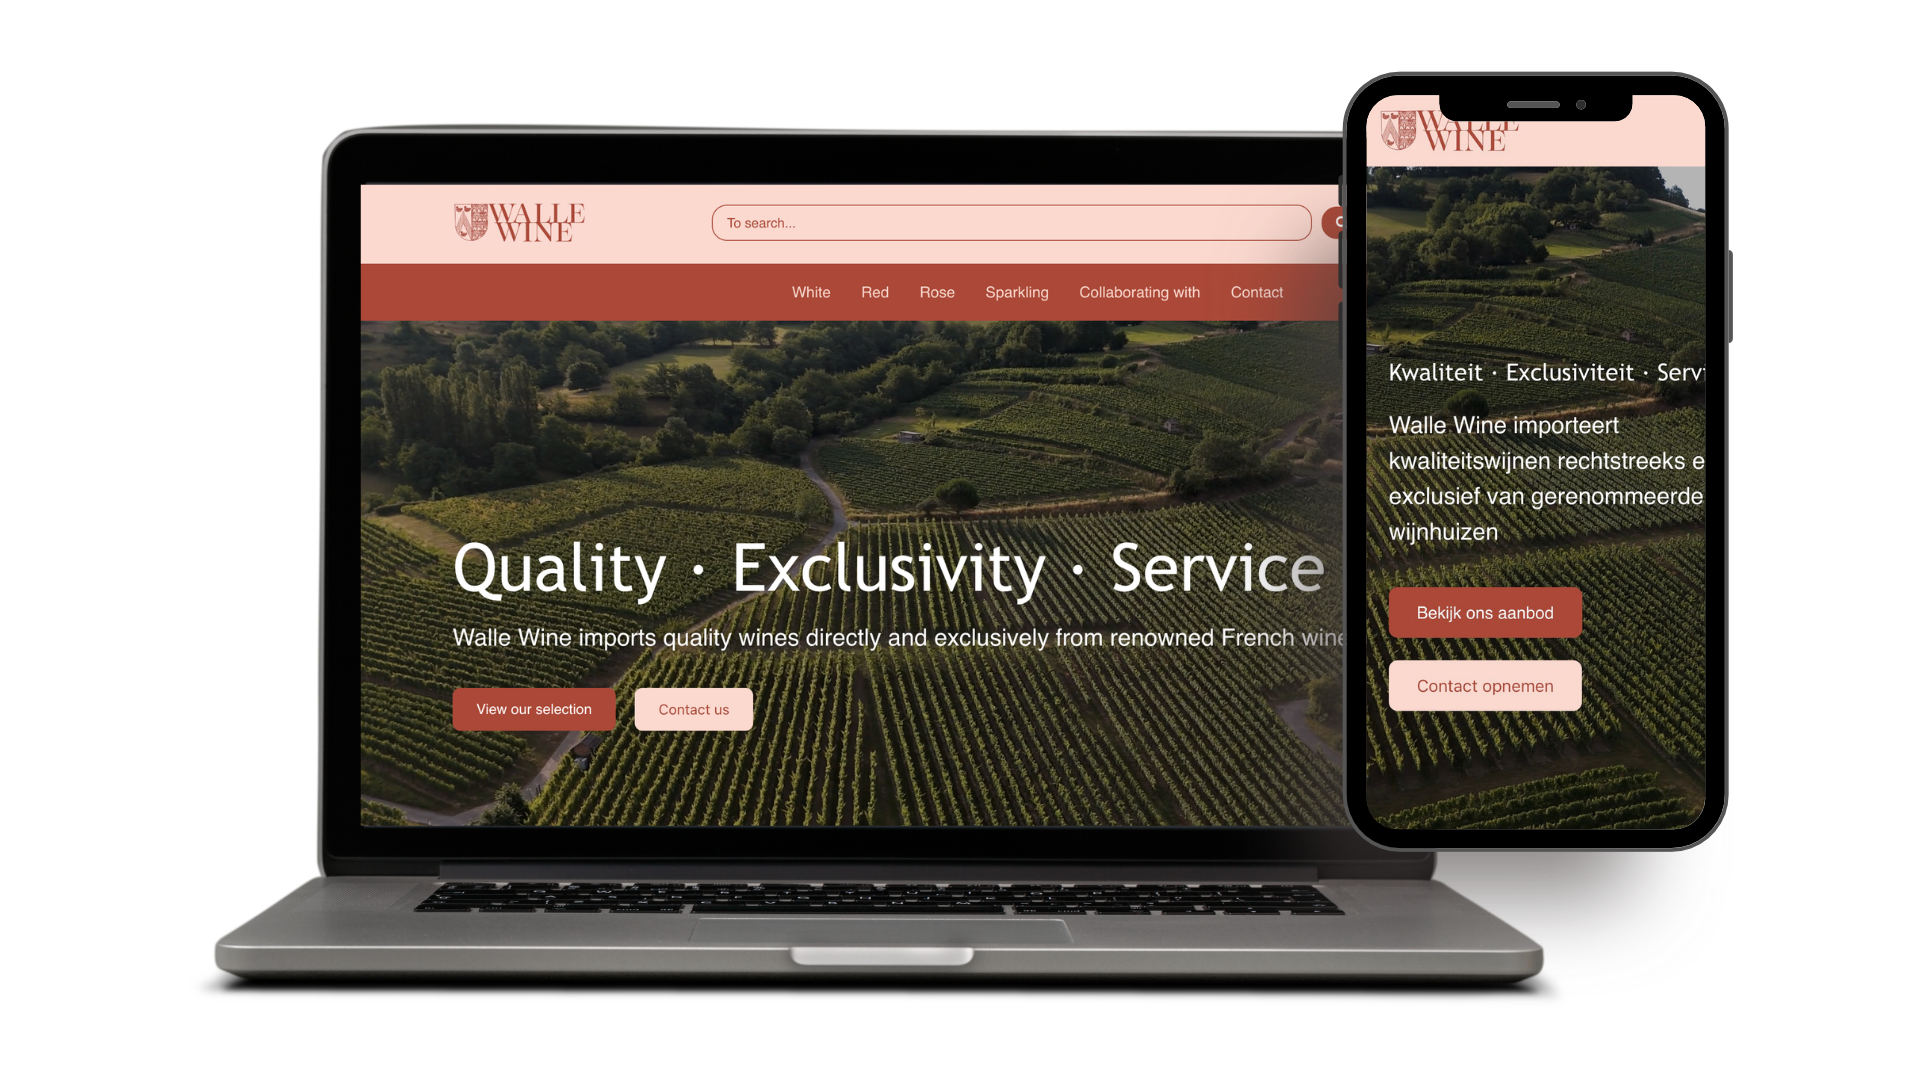 WALLE
WINE
To search...
White Red Rose Sparkling Collaborating with Contact
Quality · Exclusivity · Service
Walle Wine imports quality wines directly and exclusively from renowned French wine
View our selection Contact us
WALLE
WINE
Kwaliteit · Exclusiviteit · Servi
Walle Wine importeert
kwaliteitswijnen rechtstreeks e
exclusief van gerenommeerde
wijnhuizen
Bekijk ons aanbod
Contact opnemen